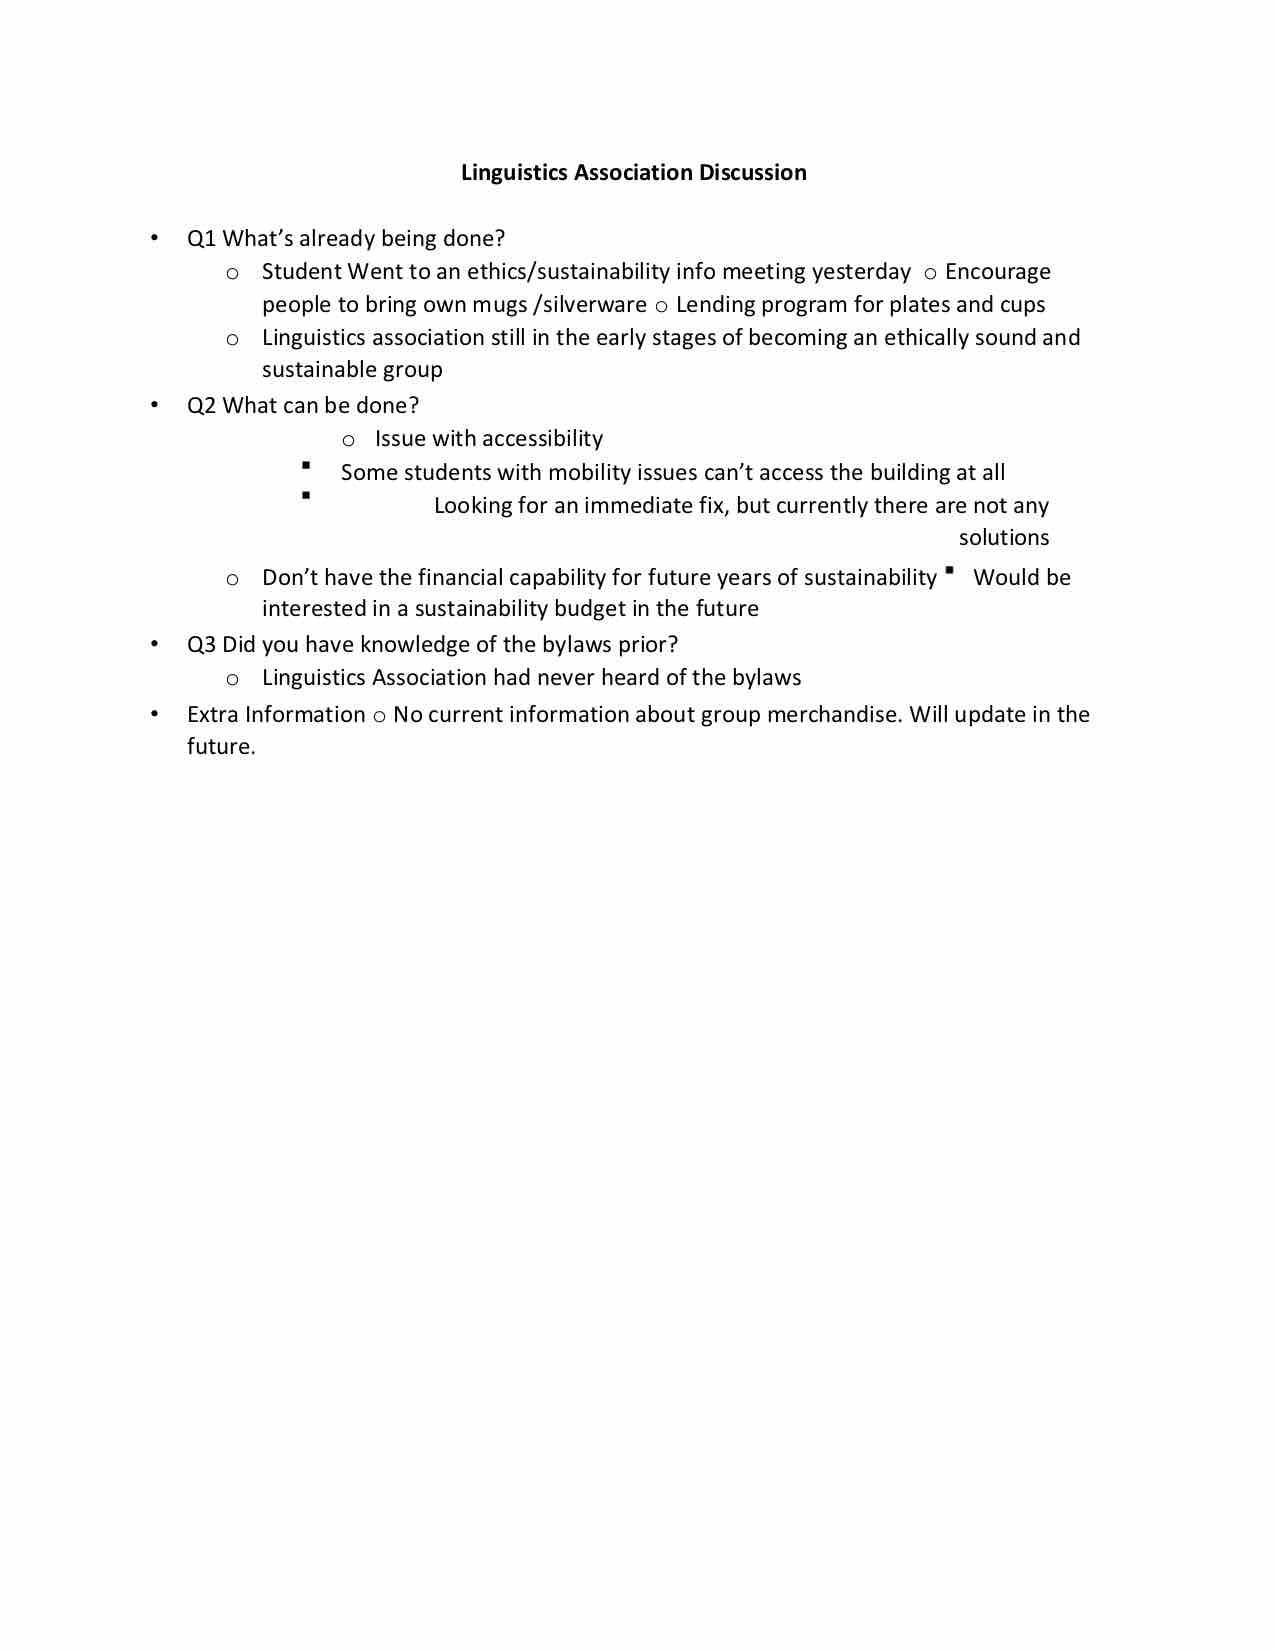 Linguistics Association Discussion
• Q1 What’s already being done?
o Student Went to an ethics/sustainability info meeting yesterday o Encourage
people to bring own mugs /silverware o Lending program for plates and cups
o Linguistics association still in the early stages of becoming an ethically sound and
sustainable group
• Q2 What can be done?
o Issue with accessibility
▪ Some students with mobility issues can’t access the building at all
▪ Looking for an immediate fix, but currently there are not any
solutions
o Don’t have the financial capability for future years of sustainability ▪ Would be
interested in a sustainability budget in the future
• Q3 Did you have knowledge of the bylaws prior?
o Linguistics Association had never heard of the bylaws
• Extra Information o No current information about group merchandise. Will update in the
future.